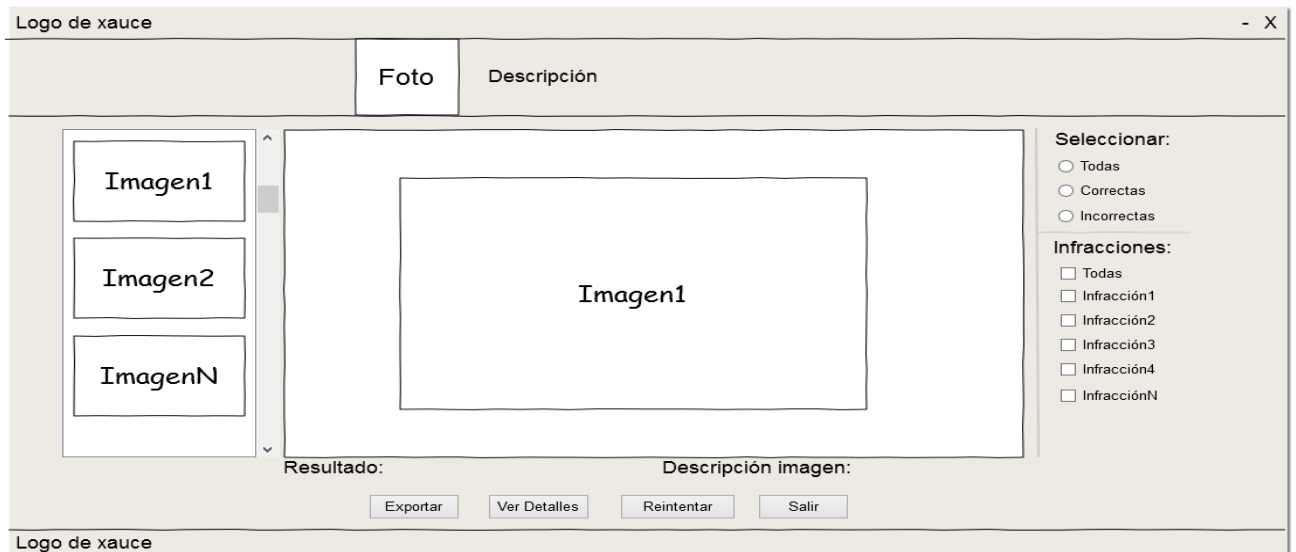 Logo de xauce
- X
Foto
Descripción
Imagen1
Imagen2
ImagenN
Imagen1
Seleccionar:
Todas
Correctas
Incorrectas
Infracciones:
Todas
Infracción1
Infracción2
Infracción3
Infracción4
InfracciónN
Resultado:
Descripción imagen:
Exportar
Ver Detalles
Reintentar
Salir
Logo de xauce